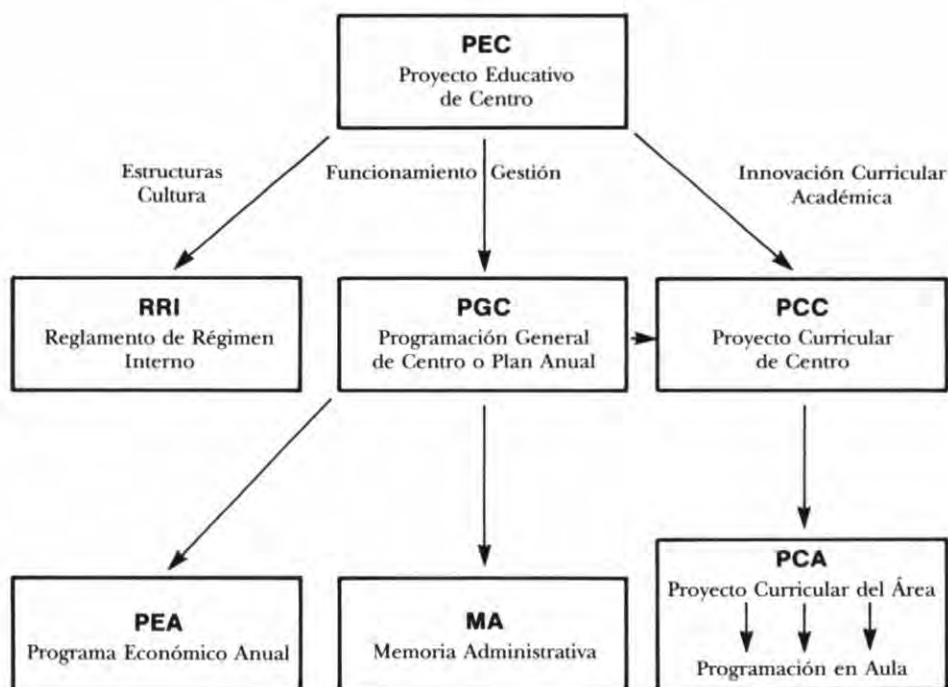 PEC
Proyecto Educativo
de Centro
Estructuras
Cultura
Funcionamiento
Gestión
Innovación Curricular
Académica
RRI
Reglamento de Régimen
Interno
PGC
Programación General
de Centro o Plan Anual
PCC
Proyecto Curricular
de Centro
PEA
Programa Económico Anual
MA
Memoria Administrativa
PCA
Proyecto Curricular del Área
Programación en Aula